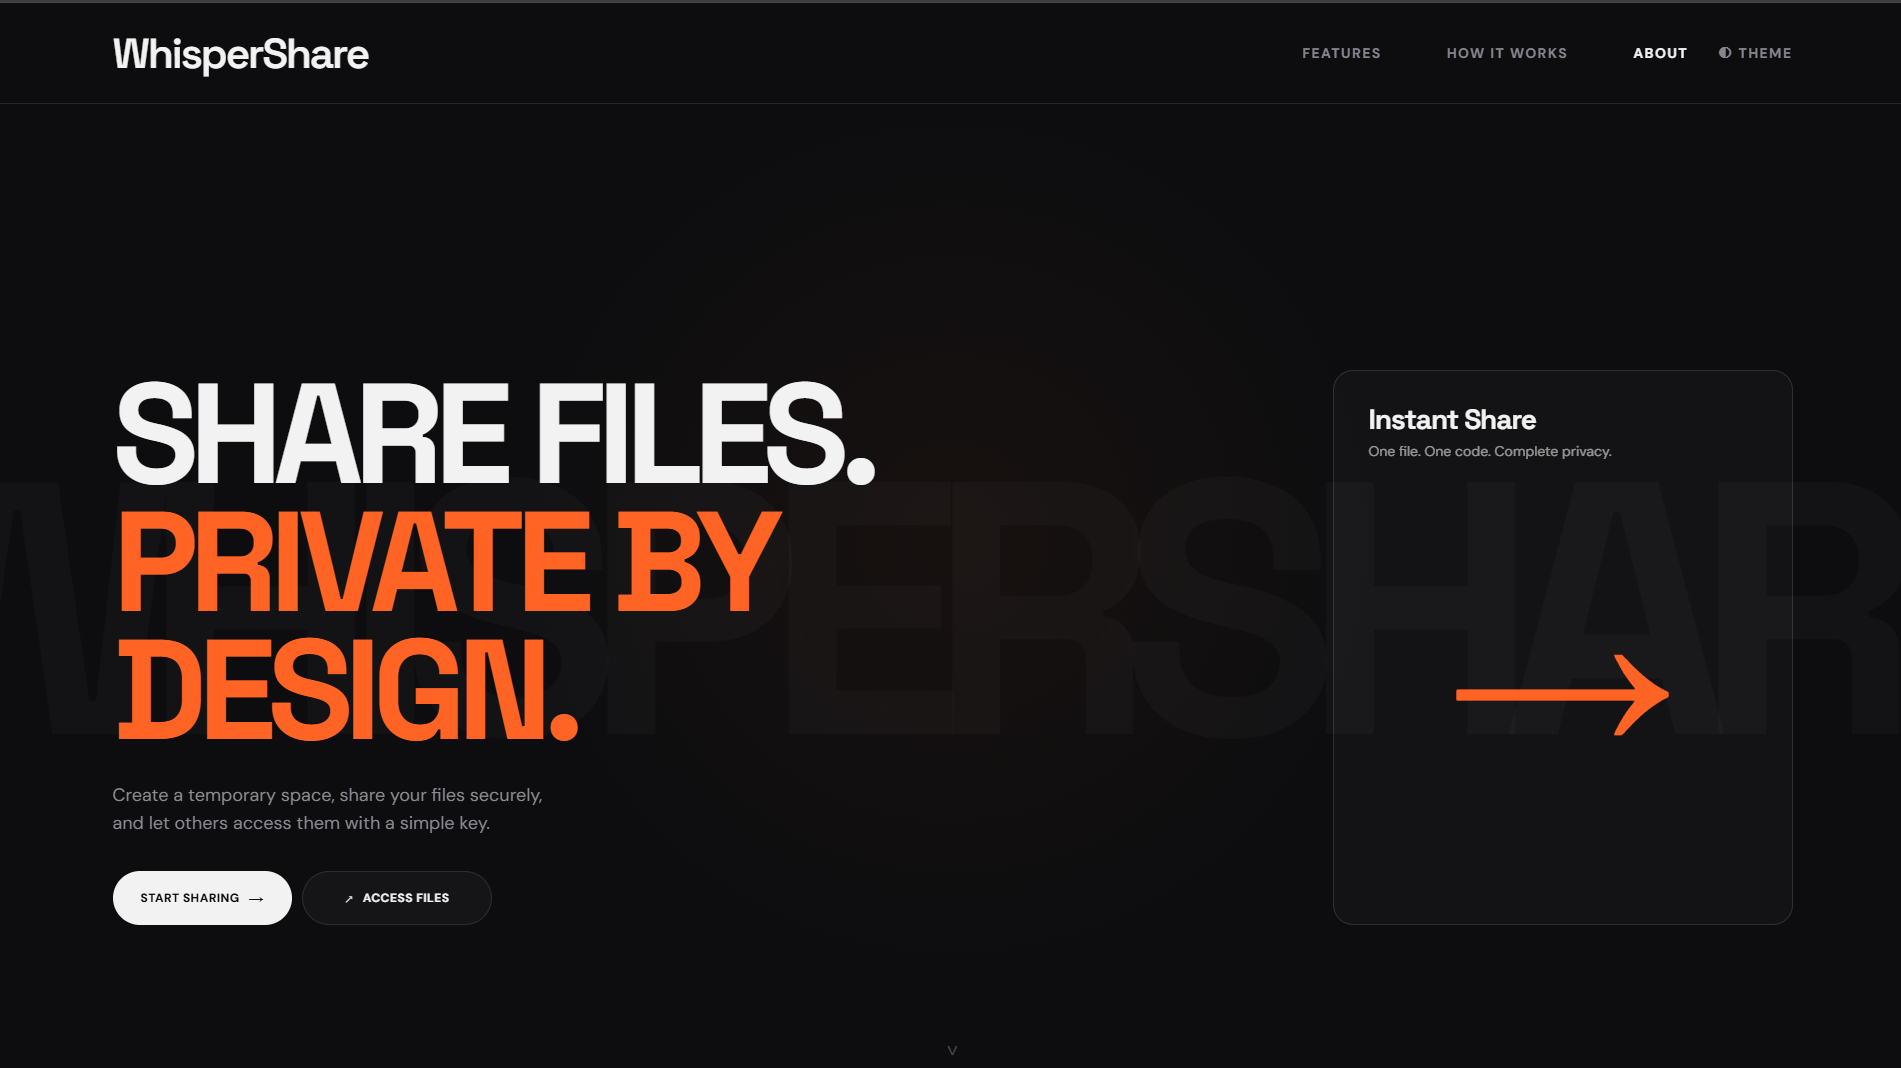 WhisperShare
FEATURES
HOW IT WORKS
ABOUT
THEME
SHARE FILES.
PRIVATE BY
DESIGN.
Create a temporary space, share your files securely,
and let others access them with a simple key.
START SHARING →
↗ ACCESS FILES
Instant Share
One file. One code. Complete privacy.
→
WHISPERSHAR